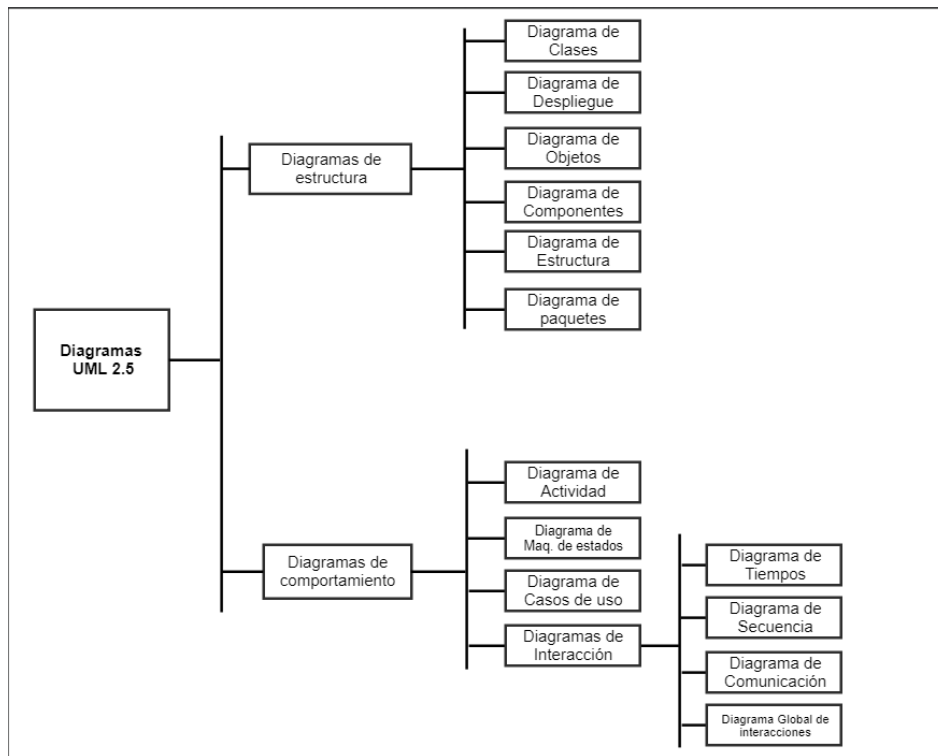 Diagramas
UML 2.5
Diagramas de
estructura
Diagrama de
Clases
Diagrama de
Despliegue
Diagrama de
Objetos
Diagrama de
Componentes
Diagrama de
Estructura
Diagrama de
paquetes
Diagramas de
comportamiento
Diagrama de
Actividad
Diagrama de
Maq. de estados
Diagrama de
Casos de uso
Diagramas de
Interacción
Diagrama de
Tiempos
Diagrama de
Secuencia
Diagrama de
Comunicación
Diagrama Global de
interacciones